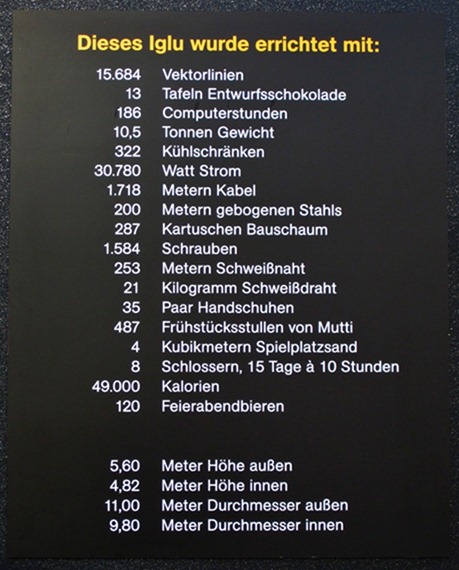 Dieses Iglu wurde errichtet mit:
15.684 Vektorlinien
13 Tafeln Entwurfsschokolade
186 Computerstunden
10,5 Tonnen Gewicht
322 Kühlschränken
30.780 Watt Strom
1.718 Metern Kabel
200 Metern gebogenen Stahls
287 Kartuschen Bauschaum
1.584 Schrauben
253 Metern Schweißnaht
21 Kilogramm Schweißdraht
35 Paar Handschuhen
487 Frühstücksstullen von Mutti
4 Kubikmetern Spielplatzsand
8 Schlossern, 15 Tage à 10 Stunden
49.000 Kalorien
120 Feierabendbieren
5,60 Meter Höhe außen
4,82 Meter Höhe innen
11,00 Meter Durchmesser außen
9,80 Meter Durchmesser innen